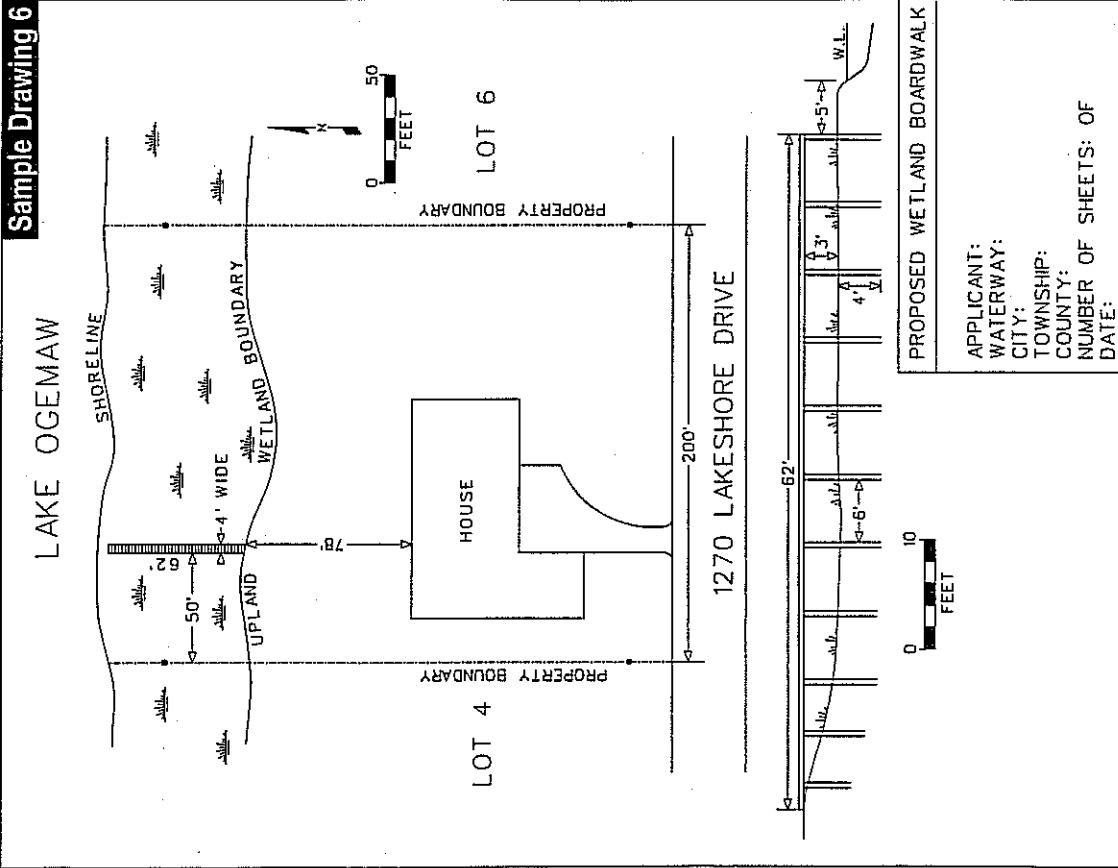 Sample Drawing 6
LAKE OGEMAW
SHORELINE
62'
4' WIDE
50'
UPLAND
WETLAND BOUNDARY
78'
N
0 50
FEET
LOT 4
PROPERTY BOUNDARY
HOUSE
PROPERTY BOUNDARY
LOT 6
200'
1270 LAKESHORE DRIVE
62'
5'
W.L.
3'
4'
6'
0 10
FEET
PROPOSED WETLAND BOARDWALK
APPLICANT:
WATERWAY:
CITY:
TOWNSHIP:
COUNTY:
NUMBER OF SHEETS: OF
DATE: